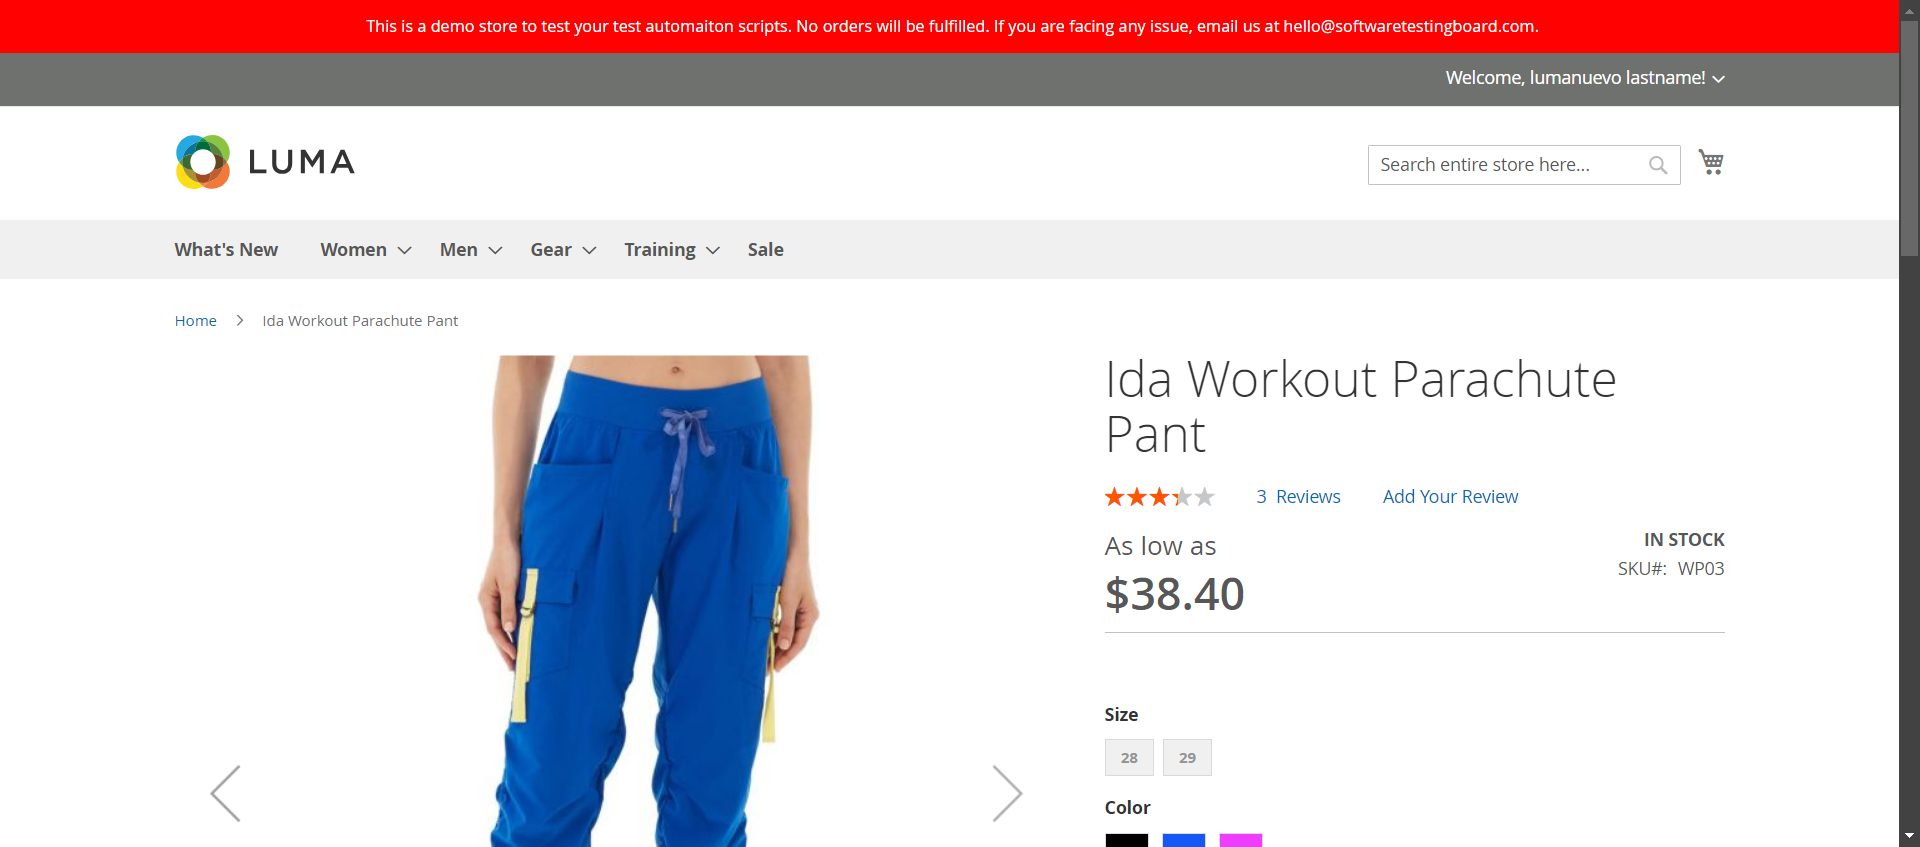 This is a demo store to test your test automaiton scripts. No orders will be fulfilled. If you are facing any issue, email us at hello@softwaretestingboard.com.
Welcome, lumanuevo lastname!
LUMA
Search entire store here...
What's New Women Men Gear Training Sale
Home Ida Workout Parachute Pant
Ida Workout Parachute
Pant
3 Reviews Add Your Review
As low as
$38.40
IN STOCK
SKU#: WP03
Size
28 29
Color